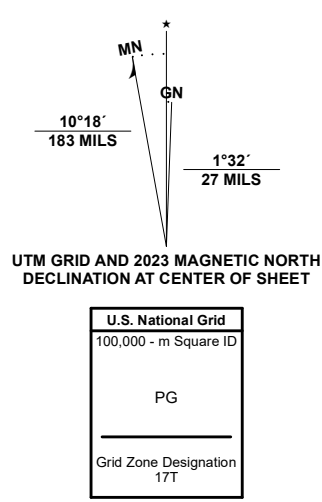 ★
MN
GN
10°18´
183 MILS
1°32´
27 MILS
UTM GRID AND 2023 MAGNETIC NORTH
DECLINATION AT CENTER OF SHEET
U.S. National Grid
100,000 - m Square ID
PG
Grid Zone Designation
17T